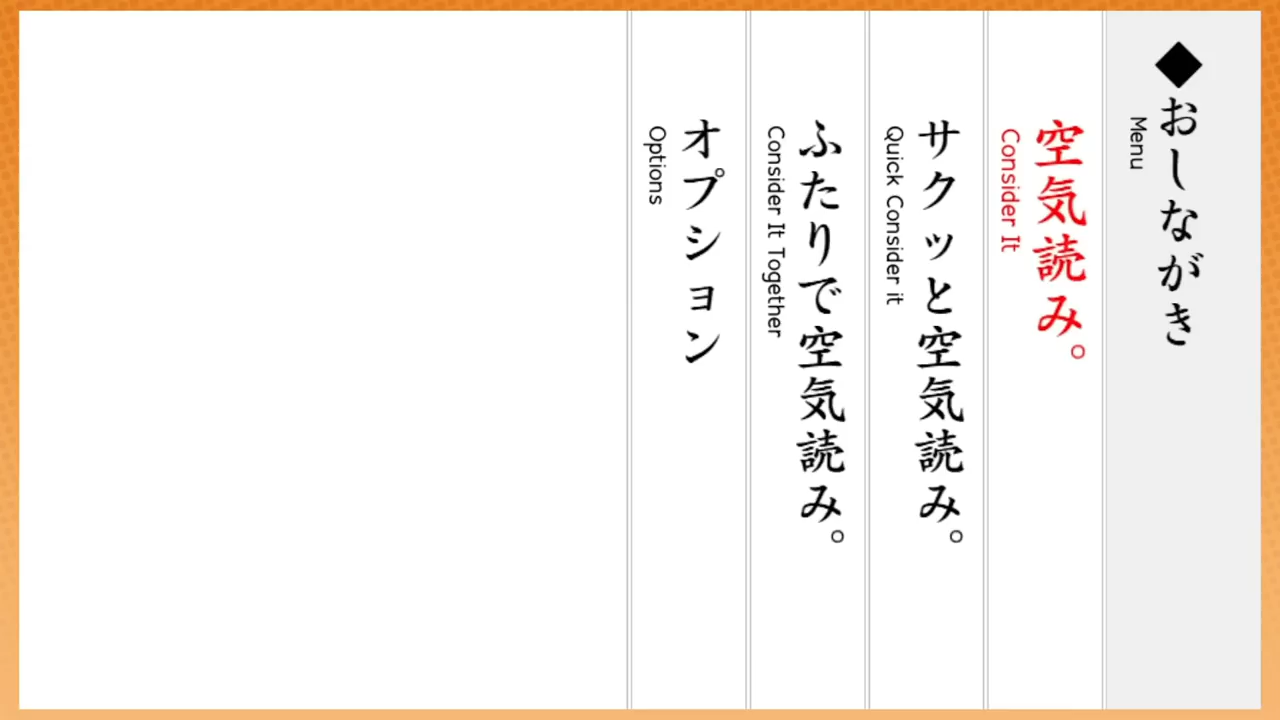 ◆おしながき
Menu
空気読み。
Consider It
サクッと空気読み。
Quick Consider it
ふたりで空気読み。
Consider It Together
オプション
Options